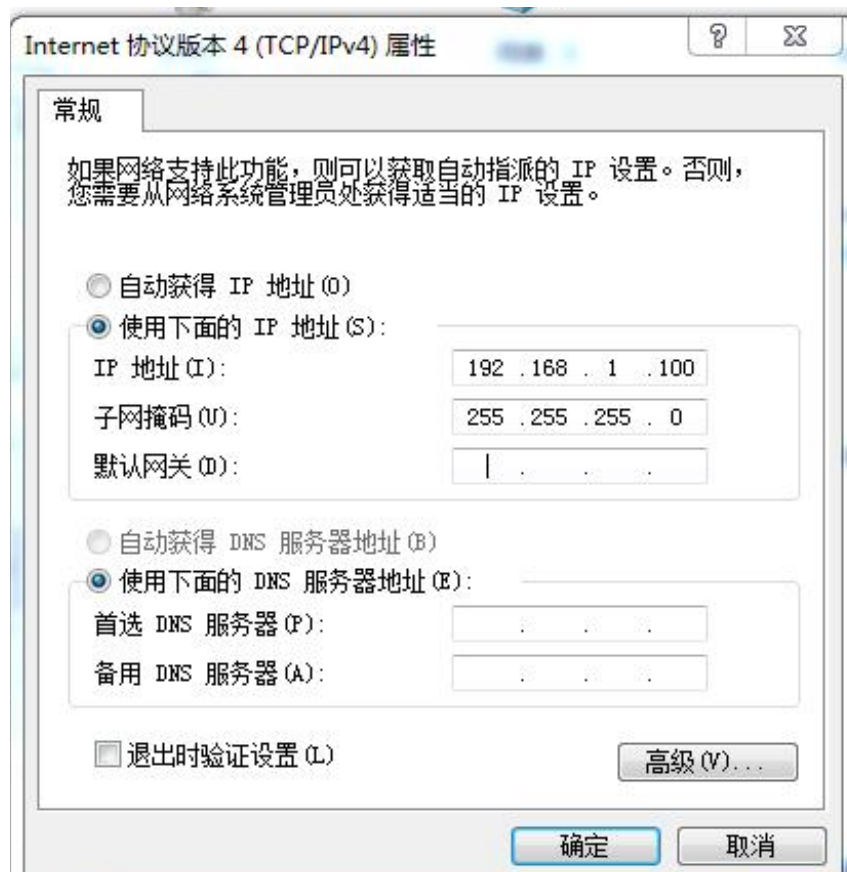 Internet 协议版本 4 (TCP/IPv4) 属性
常规
如果网络支持此功能，则可以获取自动指派的 IP 设置。否则，
您需要从网络系统管理员处获得适当的 IP 设置。
自动获得 IP 地址(O)
使用下面的 IP 地址(S):
IP 地址(I): 192 .168 . 1 .100
子网掩码(U): 255 .255 .255 . 0
默认网关(D): . . .
自动获得 DNS 服务器地址(B)
使用下面的 DNS 服务器地址(E):
首选 DNS 服务器(P): . . .
备用 DNS 服务器(A): . . .
退出时验证设置(L)
高级(V)...
确定 取消